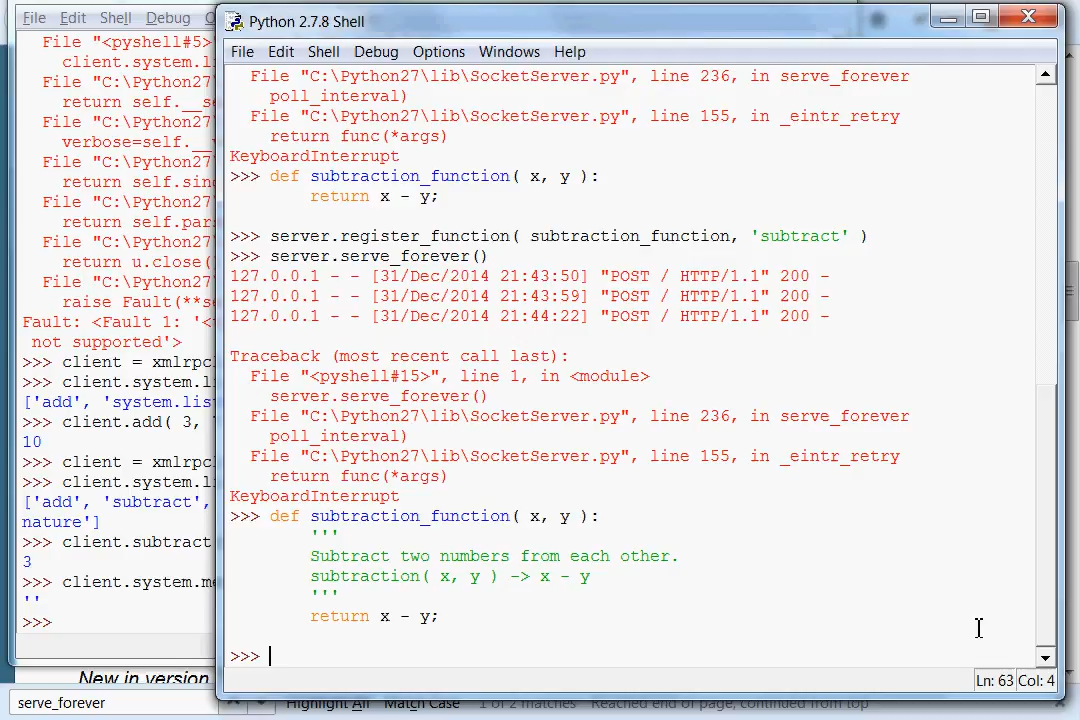 File Edit Shell Debug
File "<pyshell#5>"
client.system.l
File "C:\Python27
return self.__s
File "C:\Python27
verbose=self.__
File "C:\Python27
return self.sin
File "C:\Python27
return self.par
File "C:\Python27
return u.close(
File "C:\Python27
raise Fault(**s
Fault: <Fault 1: '<
not supported'>
>>> client = xmlrpc
>>> client.system.l
['add', 'system.lis
>>> client.add( 3,
10
>>> client = xmlrpc
>>> client.system.l
['add', 'subtract',
nature']
>>> client.subtract
3
>>> client.system.m
''
>>>
New in version
Python 2.7.8 Shell
File Edit Shell Debug Options Windows Help
File "C:\Python27\lib\SocketServer.py", line 236, in serve_forever
poll_interval)
File "C:\Python27\lib\SocketServer.py", line 155, in _eintr_retry
return func(*args)
KeyboardInterrupt
>>> def subtraction_function( x, y ):
return x - y;
>>> server.register_function( subtraction_function, 'subtract' )
>>> server.serve_forever()
127.0.0.1 - - [31/Dec/2014 21:43:50] "POST / HTTP/1.1" 200 -
127.0.0.1 - - [31/Dec/2014 21:43:59] "POST / HTTP/1.1" 200 -
127.0.0.1 - - [31/Dec/2014 21:44:22] "POST / HTTP/1.1" 200 -
Traceback (most recent call last):
File "<pyshell#15>", line 1, in <module>
server.serve_forever()
File "C:\Python27\lib\SocketServer.py", line 236, in serve_forever
poll_interval)
File "C:\Python27\lib\SocketServer.py", line 155, in _eintr_retry
return func(*args)
KeyboardInterrupt
>>> def subtraction_function( x, y ):
'''
Subtract two numbers from each other.
subtraction( x, y ) -> x - y
'''
return x - y;
>>>
Ln: 63 Col: 4
serve_forever Highlight All Match Case 1 of 2 matches Reached end of page, continued from top